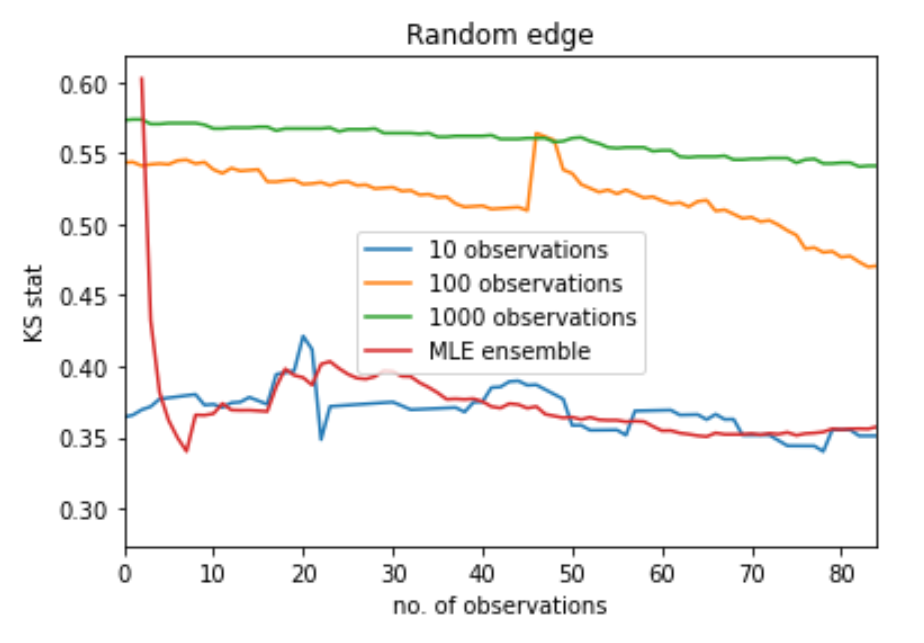 Random edge
0.60
0.55
0.50
0.45
0.40
0.35
0.30
KS stat
10 observations
100 observations
1000 observations
MLE ensemble
0 10 20 30 40 50 60 70 80
no. of observations